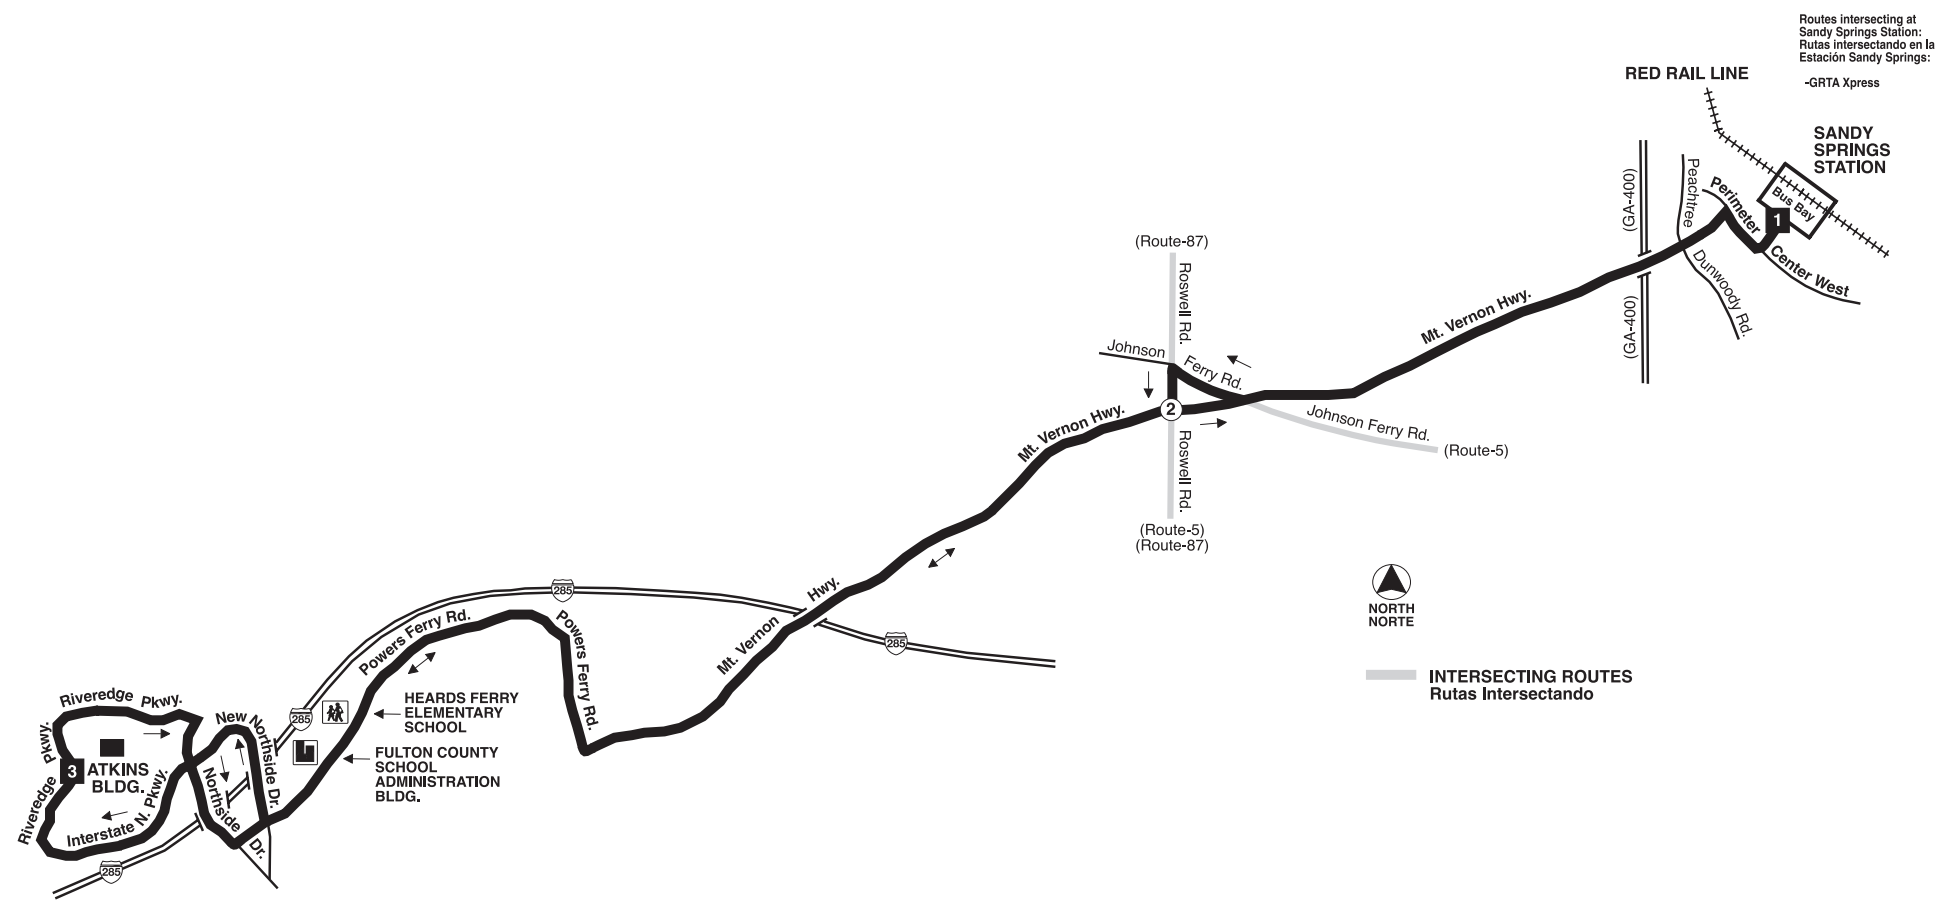 Routes intersecting at
Sandy Springs Station:
Rutas intersectando en la
Estación Sandy Springs:
-GRTA Xpress
RED RAIL LINE
SANDY
SPRINGS
STATION
Bus Bay
1
Peachtree
Dunwoody Rd.
Perimeter
Center West
(GA-400)
(GA-400)
Mt. Vernon Hwy.
(Route-87)
Roswell Rd.
Johnson
Ferry Rd.
2
Johnson Ferry Rd.
(Route-5)
Mt. Vernon Hwy.
Roswell Rd.
(Route-5)
(Route-87)
NORTH
NORTE
INTERSECTING ROUTES
Rutas Intersectando
285
285
Mt. Vernon
Hwy.
Powers Ferry Rd.
Powers Ferry Rd.
HEARDS FERRY
ELEMENTARY
SCHOOL
FULTON COUNTY
SCHOOL
ADMINISTRATION
BLDG.
285
Riveredge Pkwy.
New
Northside Dr.
Riveredge
Pkwy.
3
ATKINS
BLDG.
Interstate
N. Pkwy.
Northside
Dr.
285